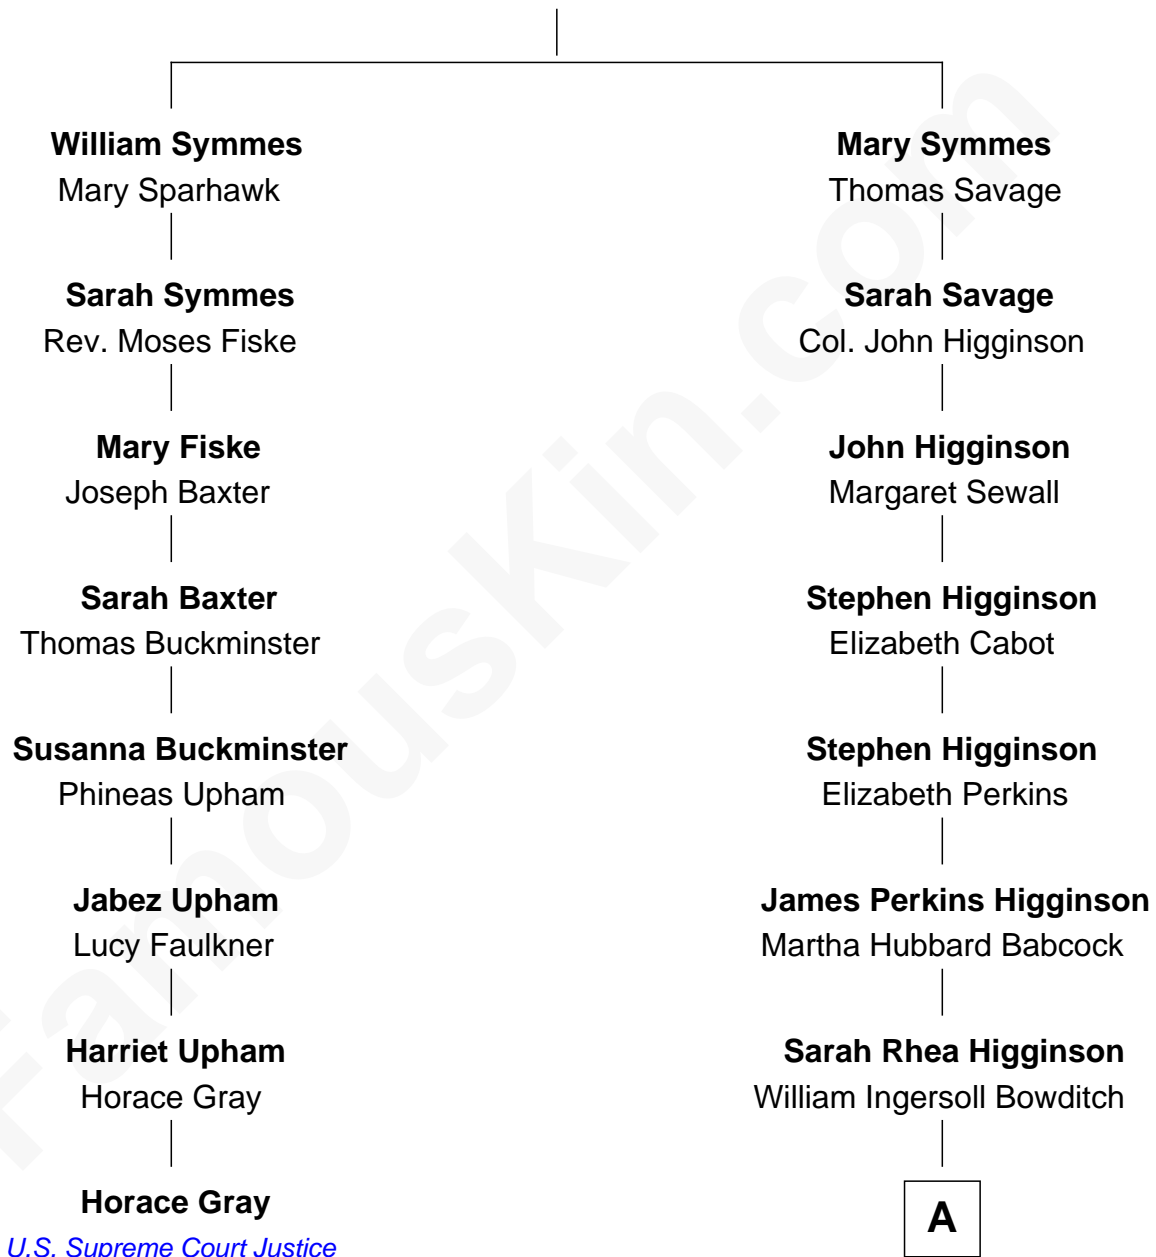 William Symmes
Mary Sparhawk
Sarah Symmes
Rev. Moses Fiske
Mary Fiske
Joseph Baxter
Sarah Baxter
Thomas Buckminster
Susanna Buckminster
Phineas Upham
Jabez Upham
Lucy Faulkner
Harriet Upham
Horace Gray
Horace Gray
U.S. Supreme Court Justice
Mary Symmes
Thomas Savage
Sarah Savage
Col. John Higginson
John Higginson
Margaret Sewall
Stephen Higginson
Elizabeth Cabot
Stephen Higginson
Elizabeth Perkins
James Perkins Higginson
Martha Hubbard Babcock
Sarah Rhea Higginson
William Ingersoll Bowditch
A
FamousKin.com